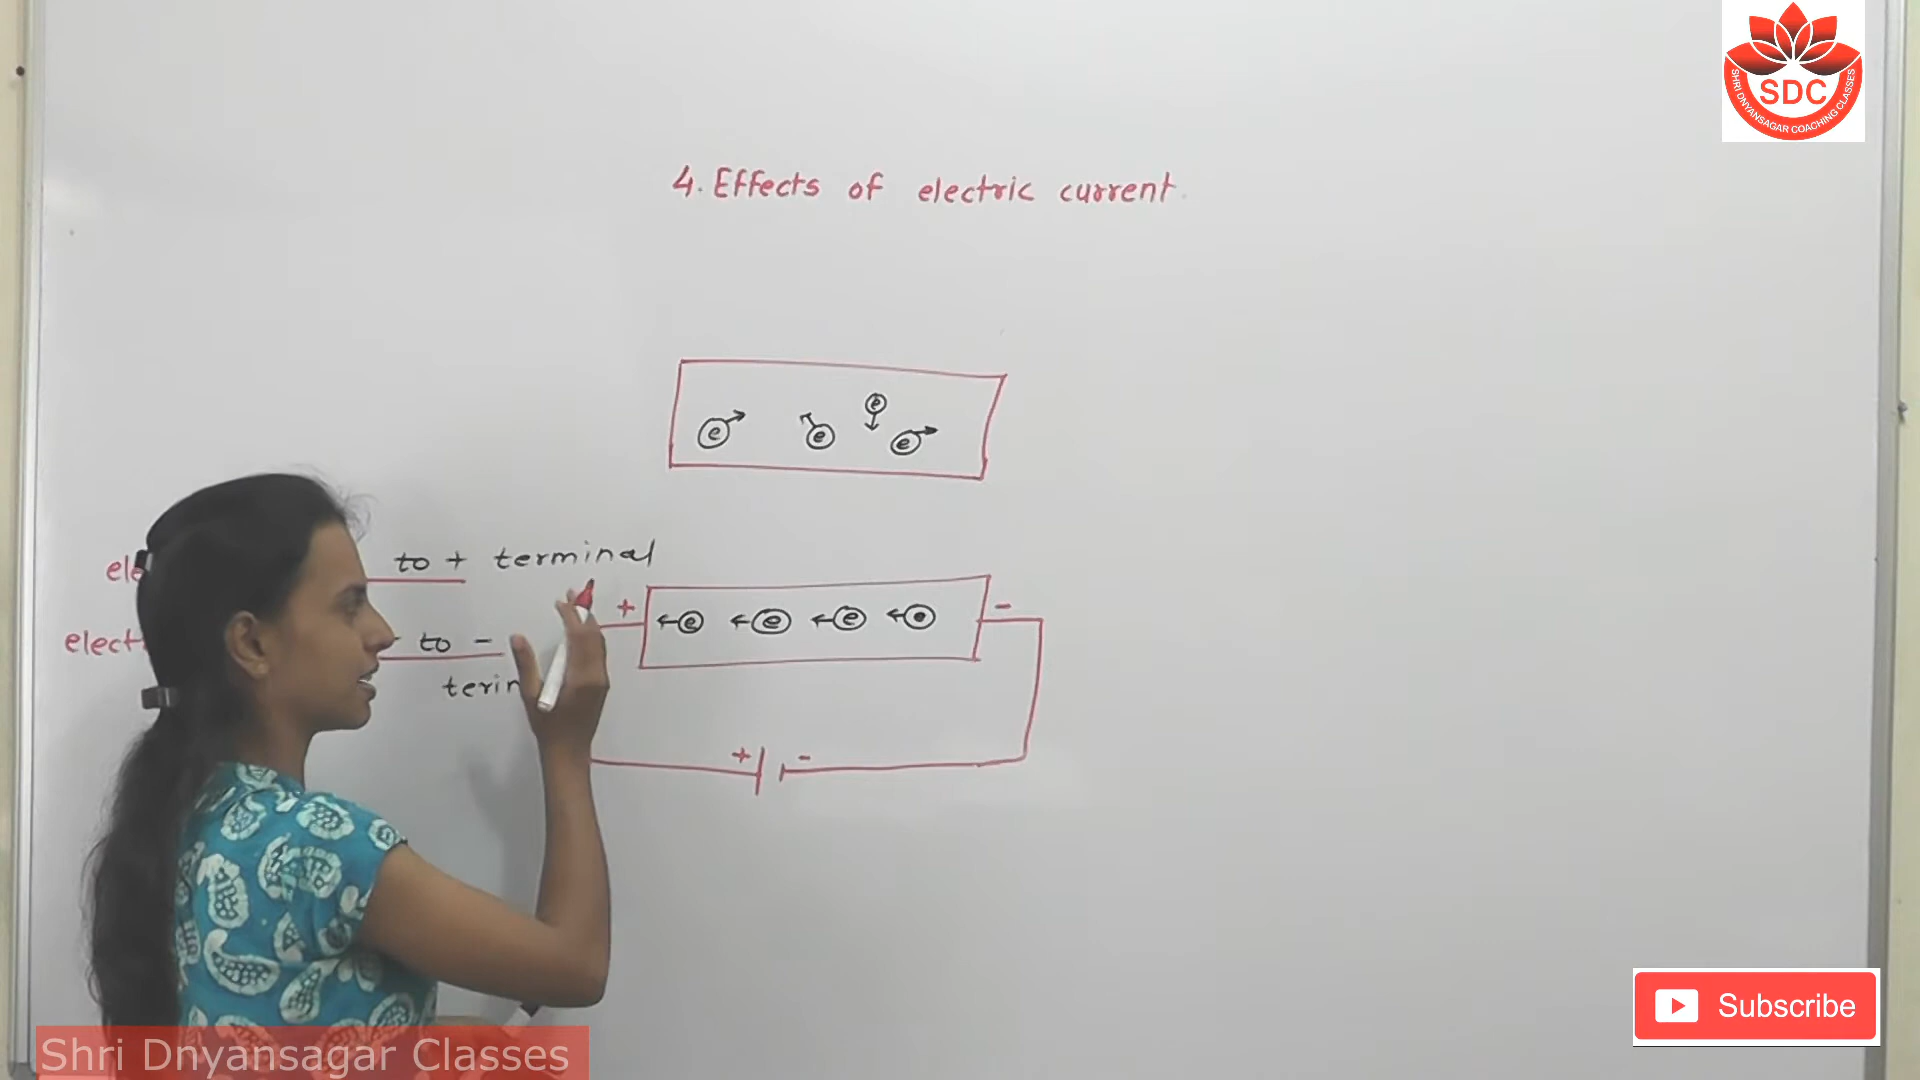 SDC
SHRI DNYANSAGAR COACHING CLASSES
4. Effects of electric current.
e e e e
to + terminal
+ -
e e e
to -
+ -
Subscribe
Shri Dnyansagar Classes